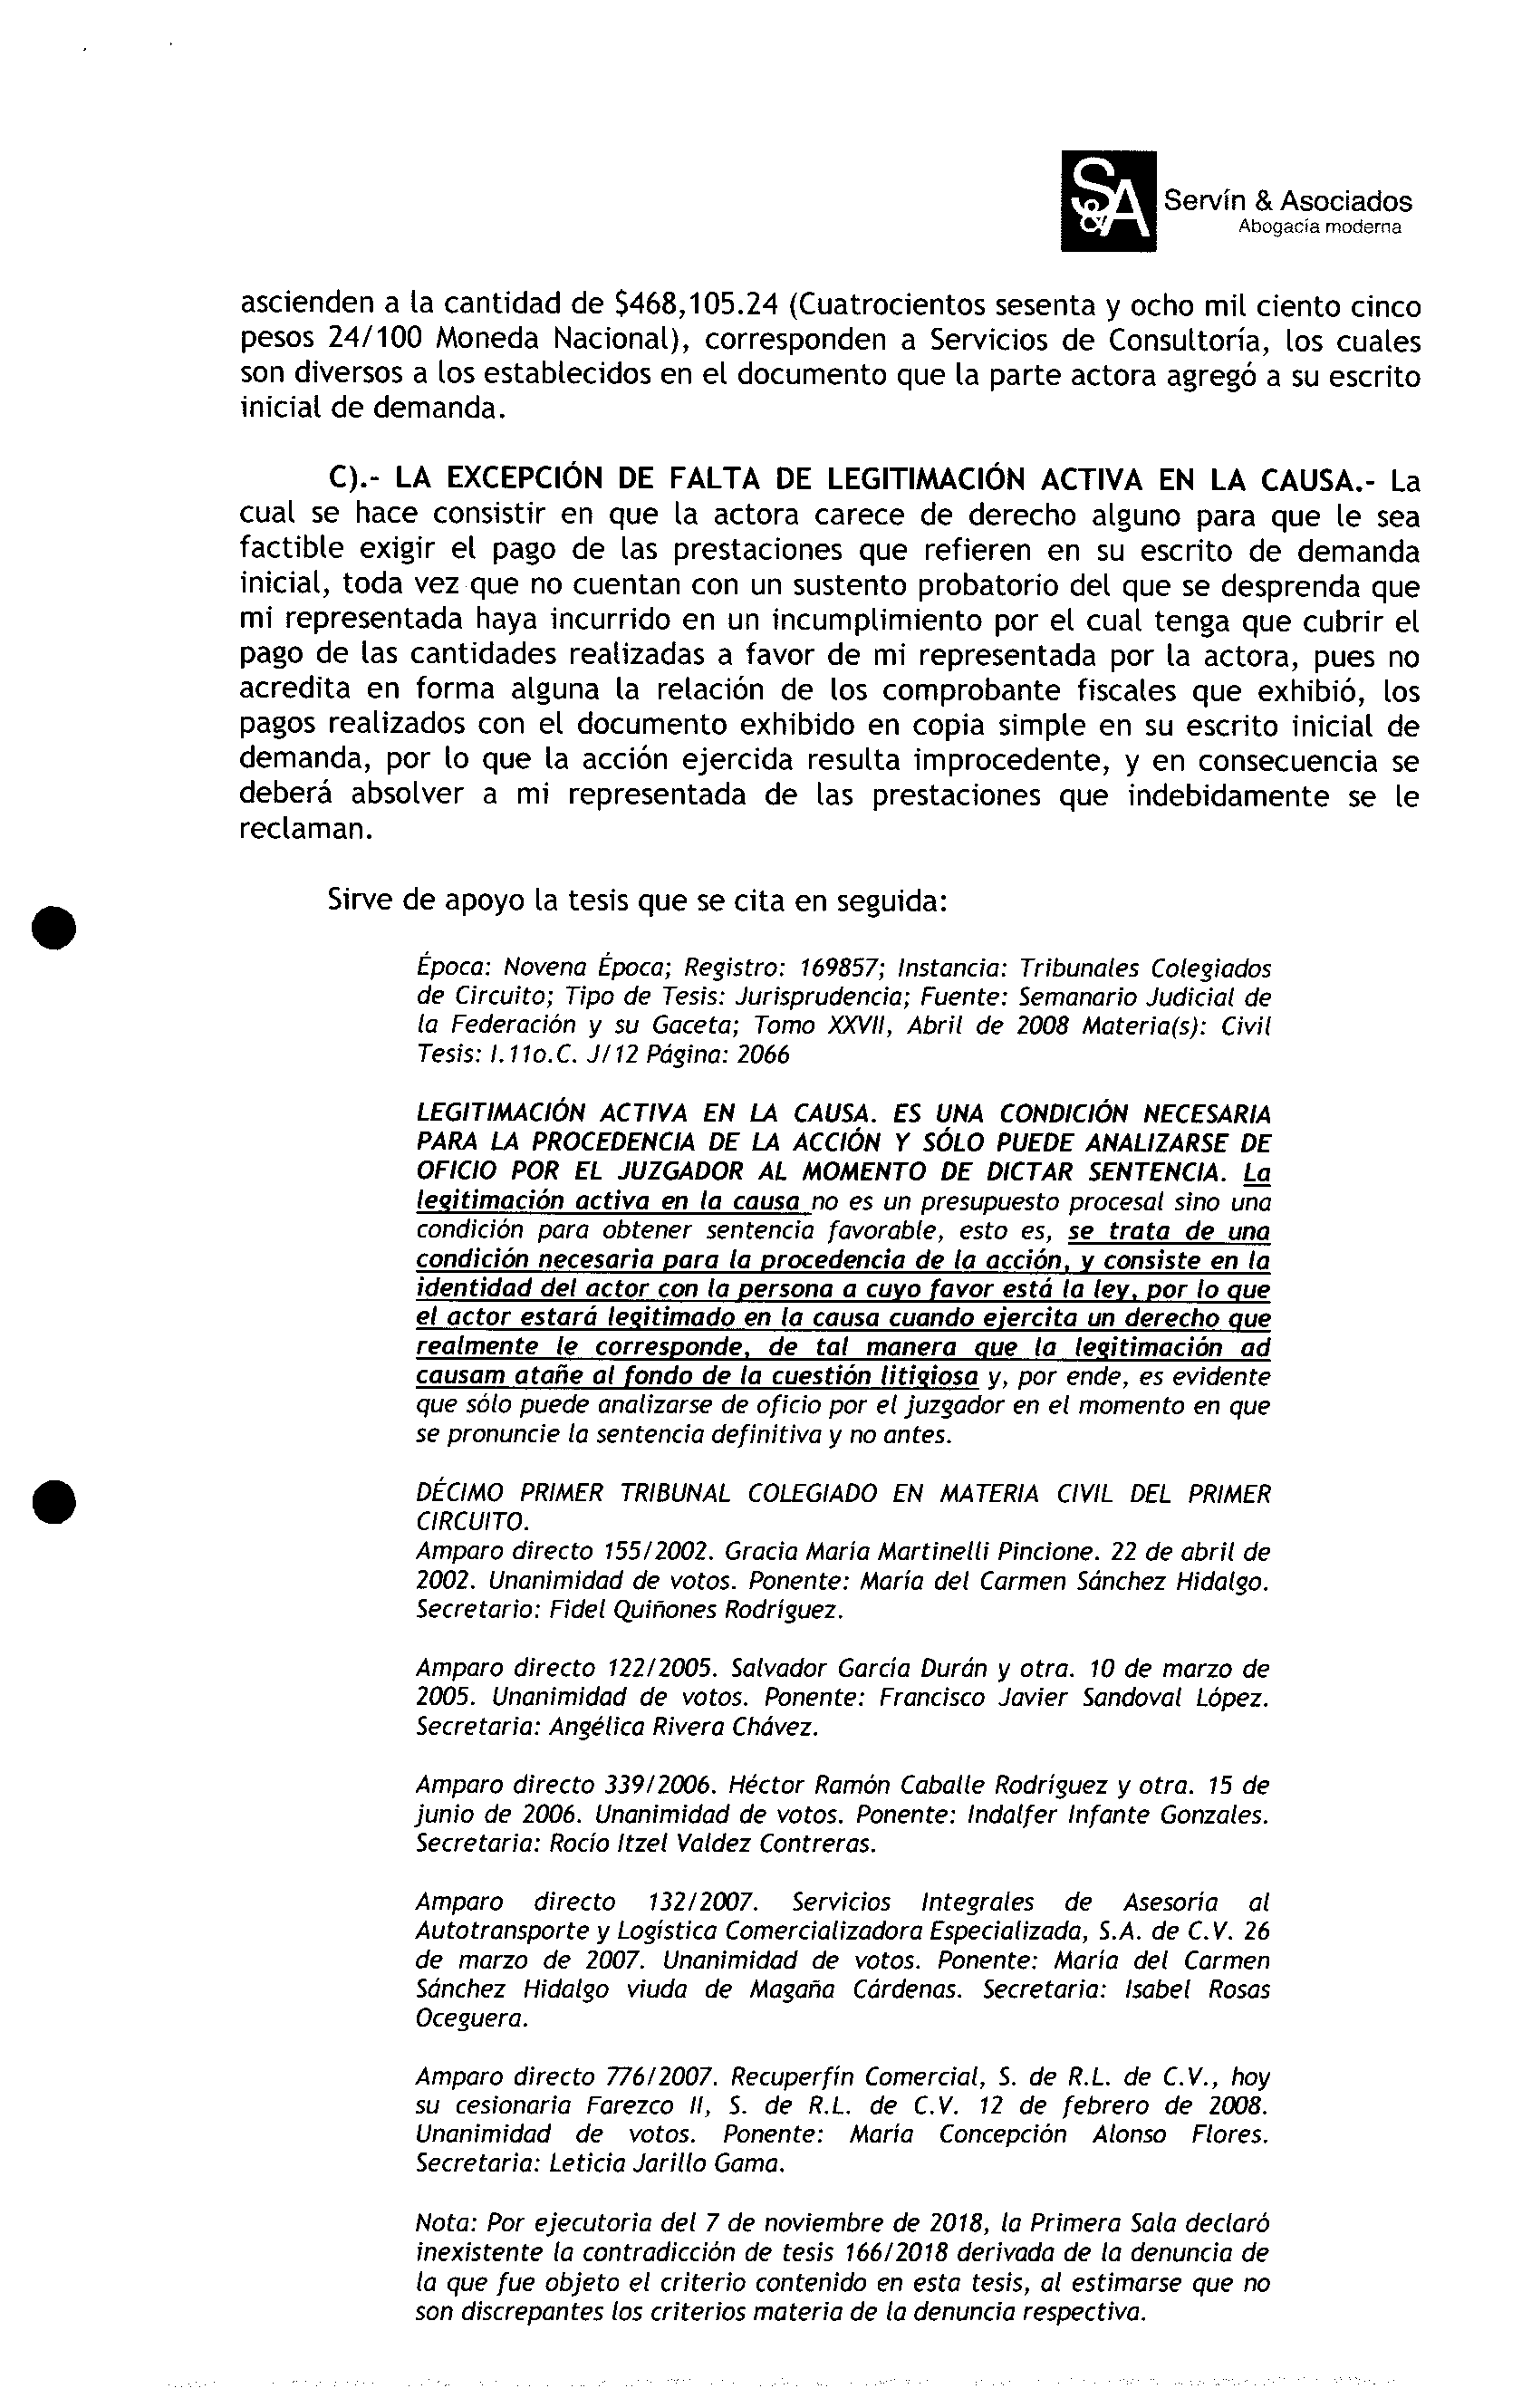 S&A
Servín & Asociados
Abogacía moderna
ascienden a la cantidad de $468,105.24 (Cuatrocientos sesenta y ocho mil ciento cinco
pesos 24/100 Moneda Nacional), corresponden a Servicios de Consultoría, los cuales
son diversos a los establecidos en el documento que la parte actora agregó a su escrito
inicial de demanda.
C).- LA EXCEPCIÓN DE FALTA DE LEGITIMACIÓN ACTIVA EN LA CAUSA.- La
cual se hace consistir en que la actora carece de derecho alguno para que le sea
factible exigir el pago de las prestaciones que refieren en su escrito de demanda
inicial, toda vez que no cuentan con un sustento probatorio del que se desprenda que
mi representada haya incurrido en un incumplimiento por el cual tenga que cubrir el
pago de las cantidades realizadas a favor de mi representada por la actora, pues no
acredita en forma alguna la relación de los comprobante fiscales que exhibió, los
pagos realizados con el documento exhibido en copia simple en su escrito inicial de
demanda, por lo que la acción ejercida resulta improcedente, y en consecuencia se
deberá absolver a mi representada de las prestaciones que indebidamente se le
reclaman.
Sirve de apoyo la tesis que se cita en seguida:
Época: Novena Época; Registro: 169857; Instancia: Tribunales Colegiados
de Circuito; Tipo de Tesis: Jurisprudencia; Fuente: Semanario Judicial de
la Federación y su Gaceta; Tomo XXVII, Abril de 2008 Materia(s): Civil
Tesis: I.11o.C. J/12 Página: 2066
LEGITIMACIÓN ACTIVA EN LA CAUSA. ES UNA CONDICIÓN NECESARIA
PARA LA PROCEDENCIA DE LA ACCIÓN Y SÓLO PUEDE ANALIZARSE DE
OFICIO POR EL JUZGADOR AL MOMENTO DE DICTAR SENTENCIA. La
legitimación activa en la causa no es un presupuesto procesal sino una
condición para obtener sentencia favorable, esto es, se trata de una
condición necesaria para la procedencia de la acción, y consiste en la
identidad del actor con la persona a cuyo favor está la ley, por lo que
el actor estará legitimado en la causa cuando ejercita un derecho que
realmente le corresponde, de tal manera que la legitimación ad
causam atañe al fondo de la cuestión litigiosa y, por ende, es evidente
que sólo puede analizarse de oficio por el juzgador en el momento en que
se pronuncie la sentencia definitiva y no antes.
DÉCIMO PRIMER TRIBUNAL COLEGIADO EN MATERIA CIVIL DEL PRIMER
CIRCUITO.
Amparo directo 155/2002. Gracia María Martinelli Pincione. 22 de abril de
2002. Unanimidad de votos. Ponente: María del Carmen Sánchez Hidalgo.
Secretario: Fidel Quiñones Rodríguez.
Amparo directo 122/2005. Salvador García Durán y otra. 10 de marzo de
2005. Unanimidad de votos. Ponente: Francisco Javier Sandoval López.
Secretaria: Angélica Rivera Chávez.
Amparo directo 339/2006. Héctor Ramón Caballe Rodríguez y otra. 15 de
junio de 2006. Unanimidad de votos. Ponente: Indalfer Infante Gonzales.
Secretaria: Rocío Itzel Valdez Contreras.
Amparo directo 132/2007. Servicios Integrales de Asesoría al
Autotransporte y Logística Comercializadora Especializada, S.A. de C.V. 26
de marzo de 2007. Unanimidad de votos. Ponente: María del Carmen
Sánchez Hidalgo viuda de Magaña Cárdenas. Secretaria: Isabel Rosas
Oceguera.
Amparo directo 776/2007. Recuperfín Comercial, S. de R.L. de C.V., hoy
su cesionaria Farezco II, S. de R.L. de C.V. 12 de febrero de 2008.
Unanimidad de votos. Ponente: María Concepción Alonso Flores.
Secretaria: Leticia Jarillo Gama.
Nota: Por ejecutoria del 7 de noviembre de 2018, la Primera Sala declaró
inexistente la contradicción de tesis 166/2018 derivada de la denuncia de
la que fue objeto el criterio contenido en esta tesis, al estimarse que no
son discrepantes los criterios materia de la denuncia respectiva.